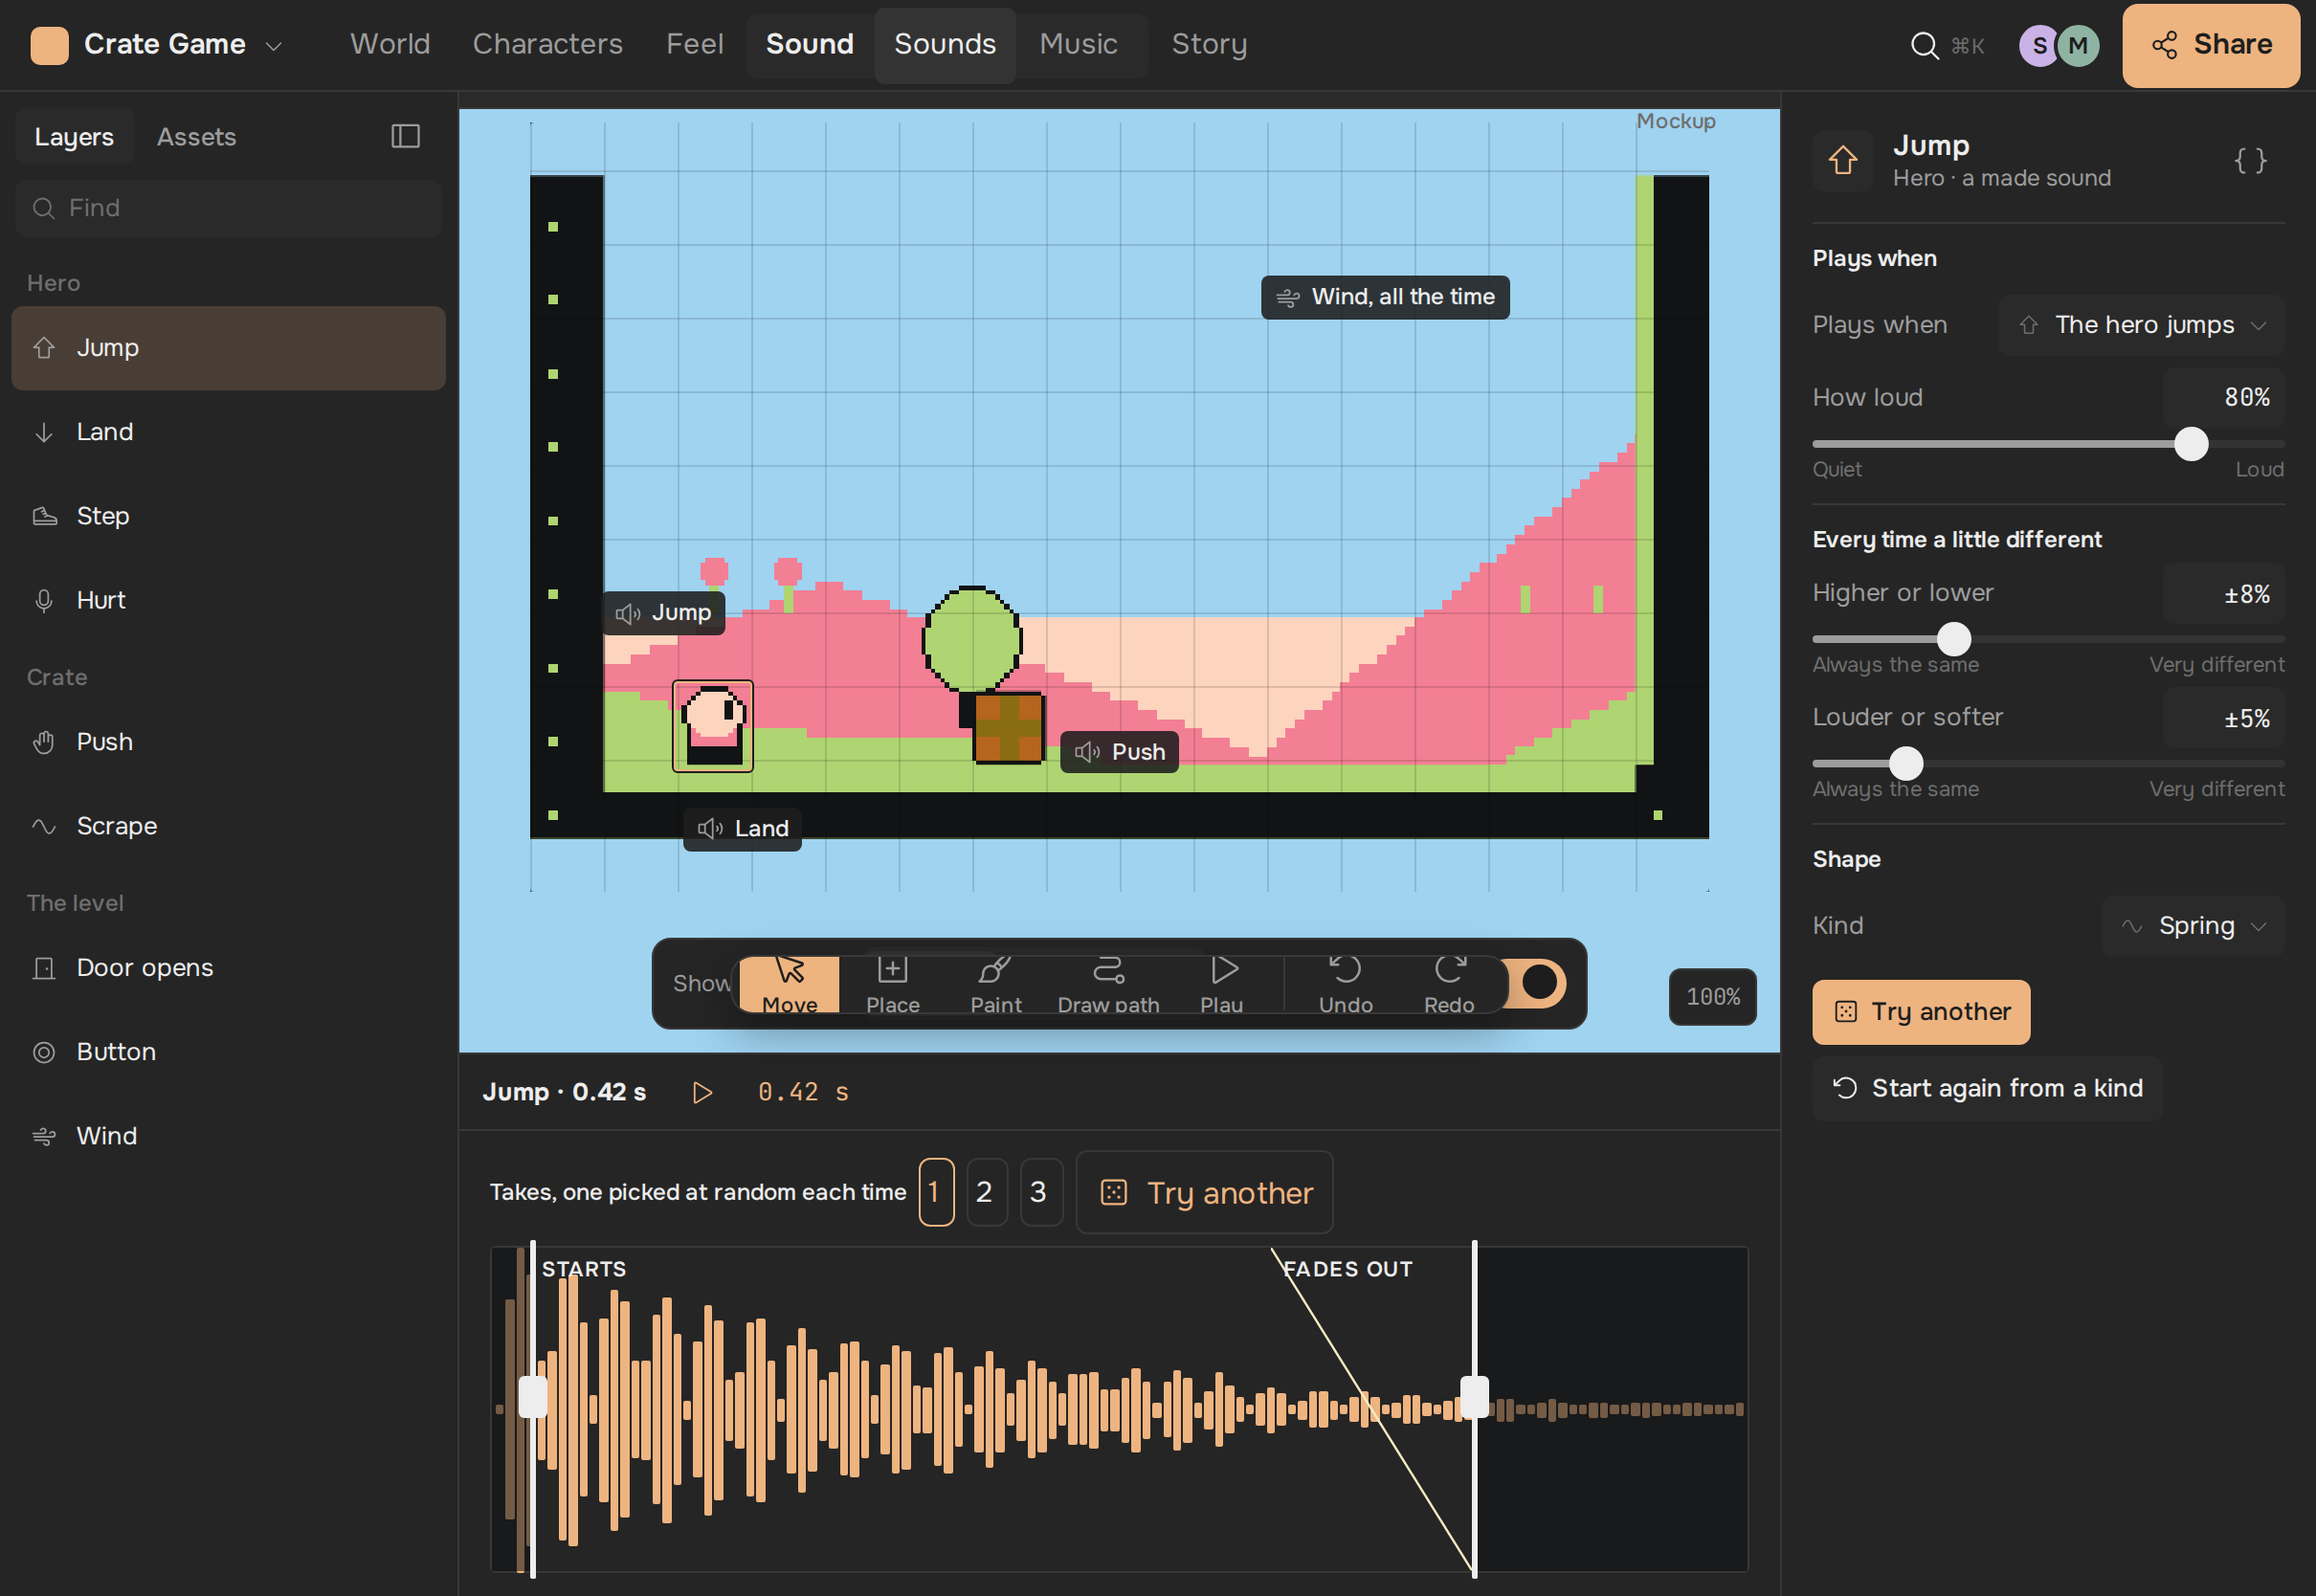 Crate Game World Characters Feel Sound Sounds Music Story ⌘K S M Share
Layers Assets
Find
Hero
Jump
Land
Step
Hurt
Crate
Push
Scrape
The level
Door opens
Button
Wind
Mockup
Wind, all the time
Jump
Push
Land
Show
Move Place Paint Draw path Play Undo Redo
100%
Jump · 0.42 s 0.42 s
Takes, one picked at random each time 1 2 3 Try another
STARTS FADES OUT
Jump
Hero · a made sound
{ }
Plays when
Plays when The hero jumps
How loud 80%
Quiet Loud
Every time a little different
Higher or lower ±8%
Always the same Very different
Louder or softer ±5%
Always the same Very different
Shape
Kind Spring
Try another
Start again from a kind